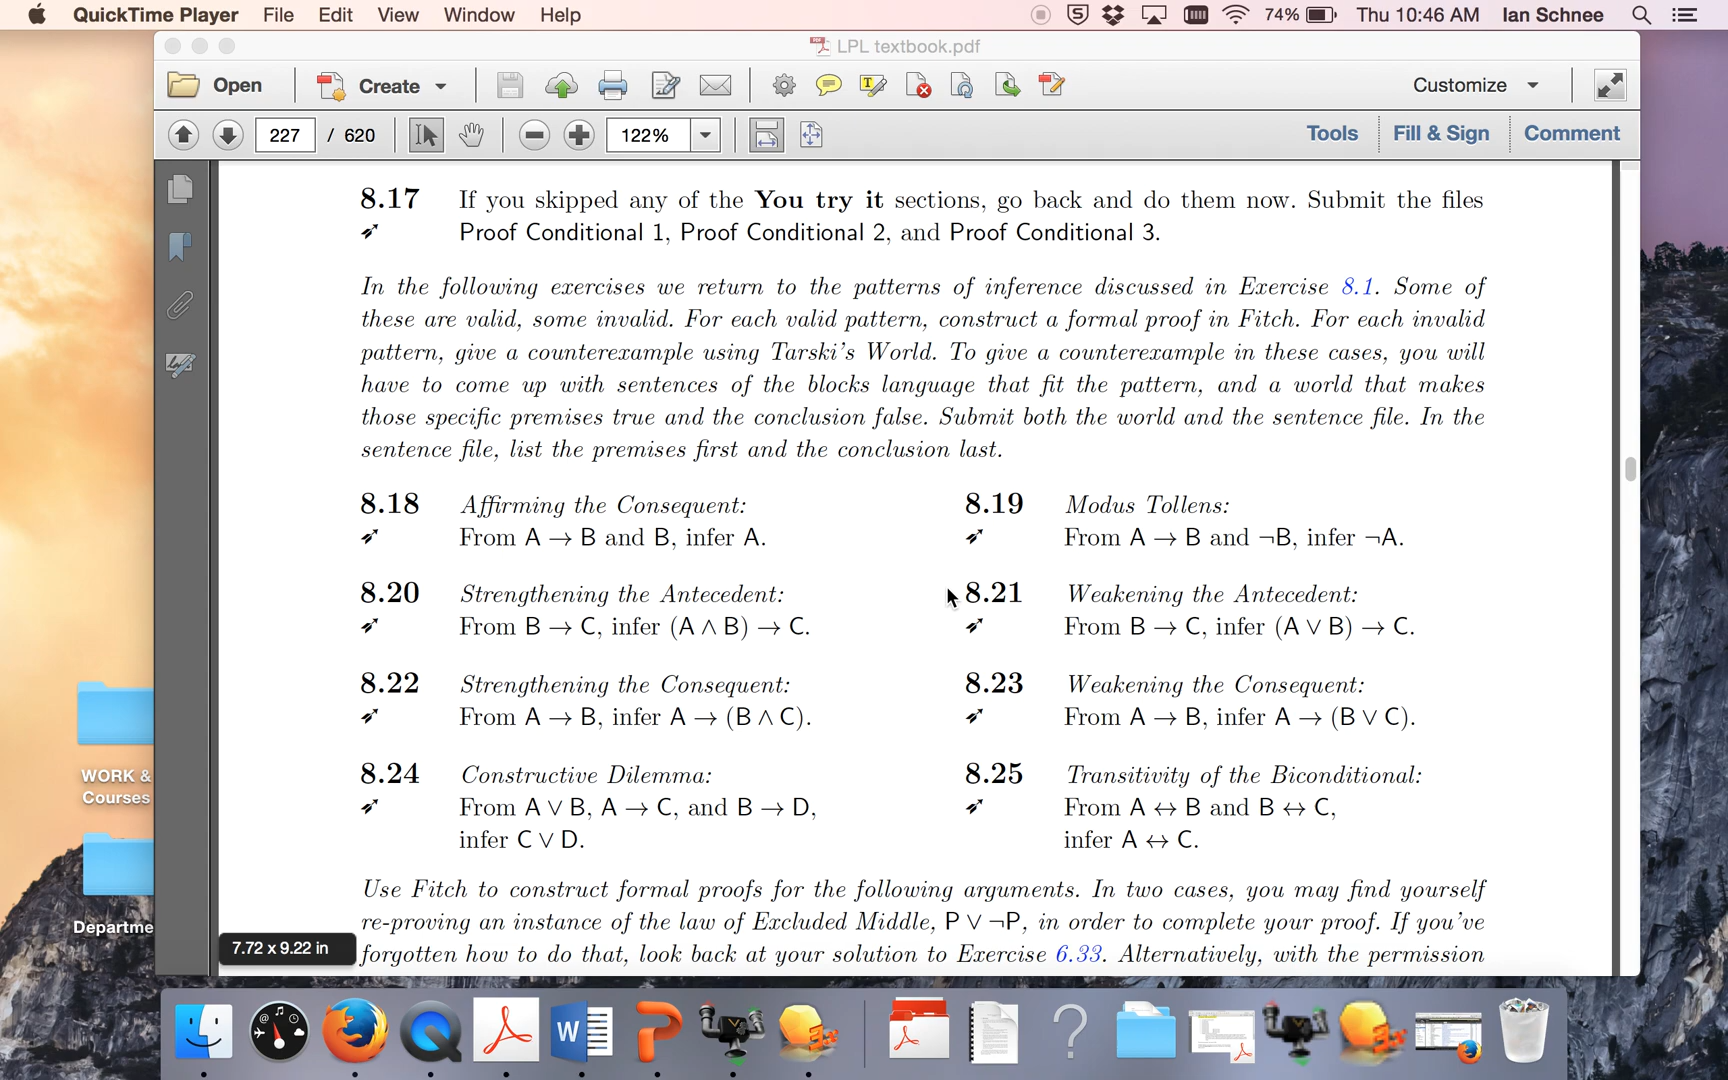 QuickTime Player File Edit View Window Help 74% Thu 10:46 AM Ian Schnee
LPL textbook.pdf
Open Create Customize
227 / 620 122% Tools Fill & Sign Comment
8.17 If you skipped any of the You try it sections, go back and do them now. Submit the files
Proof Conditional 1, Proof Conditional 2, and Proof Conditional 3.
In the following exercises we return to the patterns of inference discussed in Exercise 8.1. Some of
these are valid, some invalid. For each valid pattern, construct a formal proof in Fitch. For each invalid
pattern, give a counterexample using Tarski's World. To give a counterexample in these cases, you will
have to come up with sentences of the blocks language that fit the pattern, and a world that makes
those specific premises true and the conclusion false. Submit both the world and the sentence file. In the
sentence file, list the premises first and the conclusion last.
8.18 Affirming the Consequent:
From A → B and B, infer A.
8.19 Modus Tollens:
From A → B and ¬B, infer ¬A.
8.20 Strengthening the Antecedent:
From B → C, infer (A ∧ B) → C.
8.21 Weakening the Antecedent:
From B → C, infer (A ∨ B) → C.
8.22 Strengthening the Consequent:
From A → B, infer A → (B ∧ C).
8.23 Weakening the Consequent:
From A → B, infer A → (B ∨ C).
8.24 Constructive Dilemma:
From A ∨ B, A → C, and B → D,
infer C ∨ D.
8.25 Transitivity of the Biconditional:
From A ↔ B and B ↔ C,
infer A ↔ C.
Use Fitch to construct formal proofs for the following arguments. In two cases, you may find yourself
re-proving an instance of the law of Excluded Middle, P ∨ ¬P, in order to complete your proof. If you've
forgotten how to do that, look back at your solution to Exercise 6.33. Alternatively, with the permission
7.72 x 9.22 in
WORK &
Courses
Departme